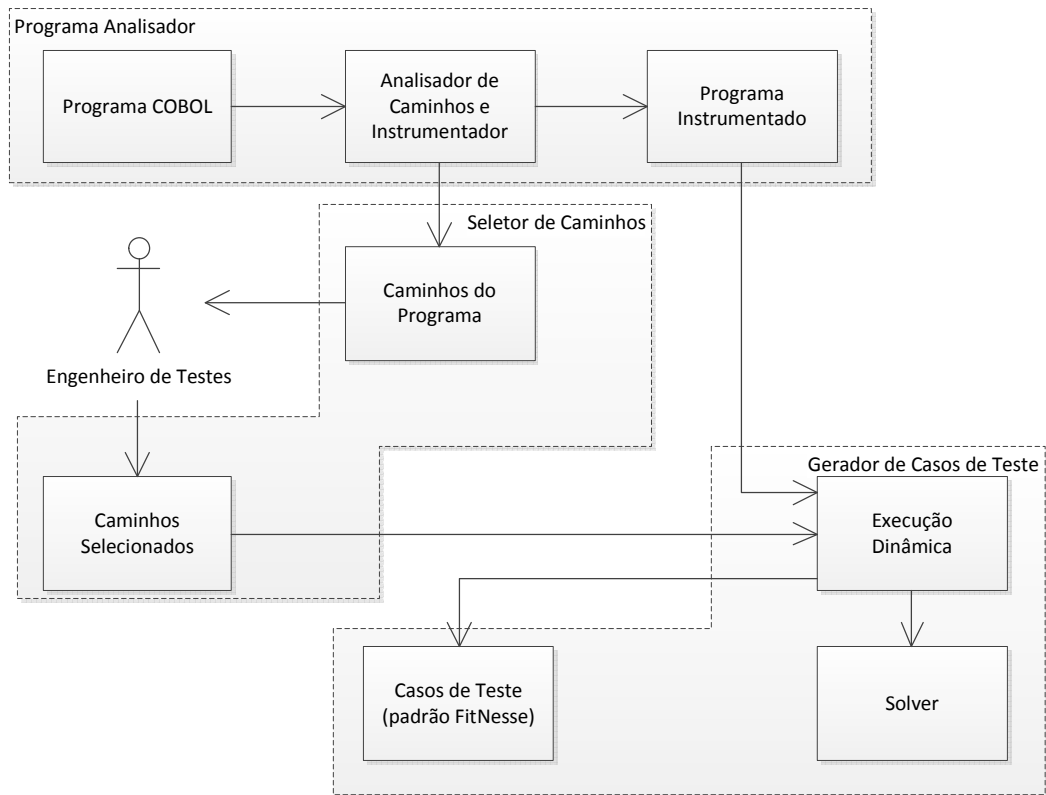 Programa Analisador
Programa COBOL
Analisador de
Caminhos e
Instrumentador
Programa
Instrumentado
Seletor de Caminhos
Caminhos do
Programa
Engenheiro de Testes
Caminhos
Selecionados
Gerador de Casos de Teste
Execução
Dinâmica
Casos de Teste
(padrão FitNesse)
Solver